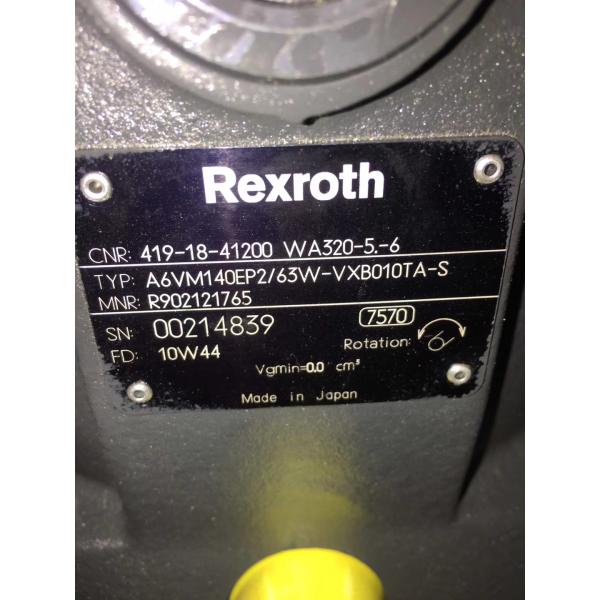 Rexroth
CNR: 419-18-41200 WA320-5.-6
TYP: A6VM140EP2/63W-VXB010TA-S
MNR: R902121765
SN: 00214839 7570
FD: 10W44 Rotation:
Vgmin=0.0 cm³
Made in Japan